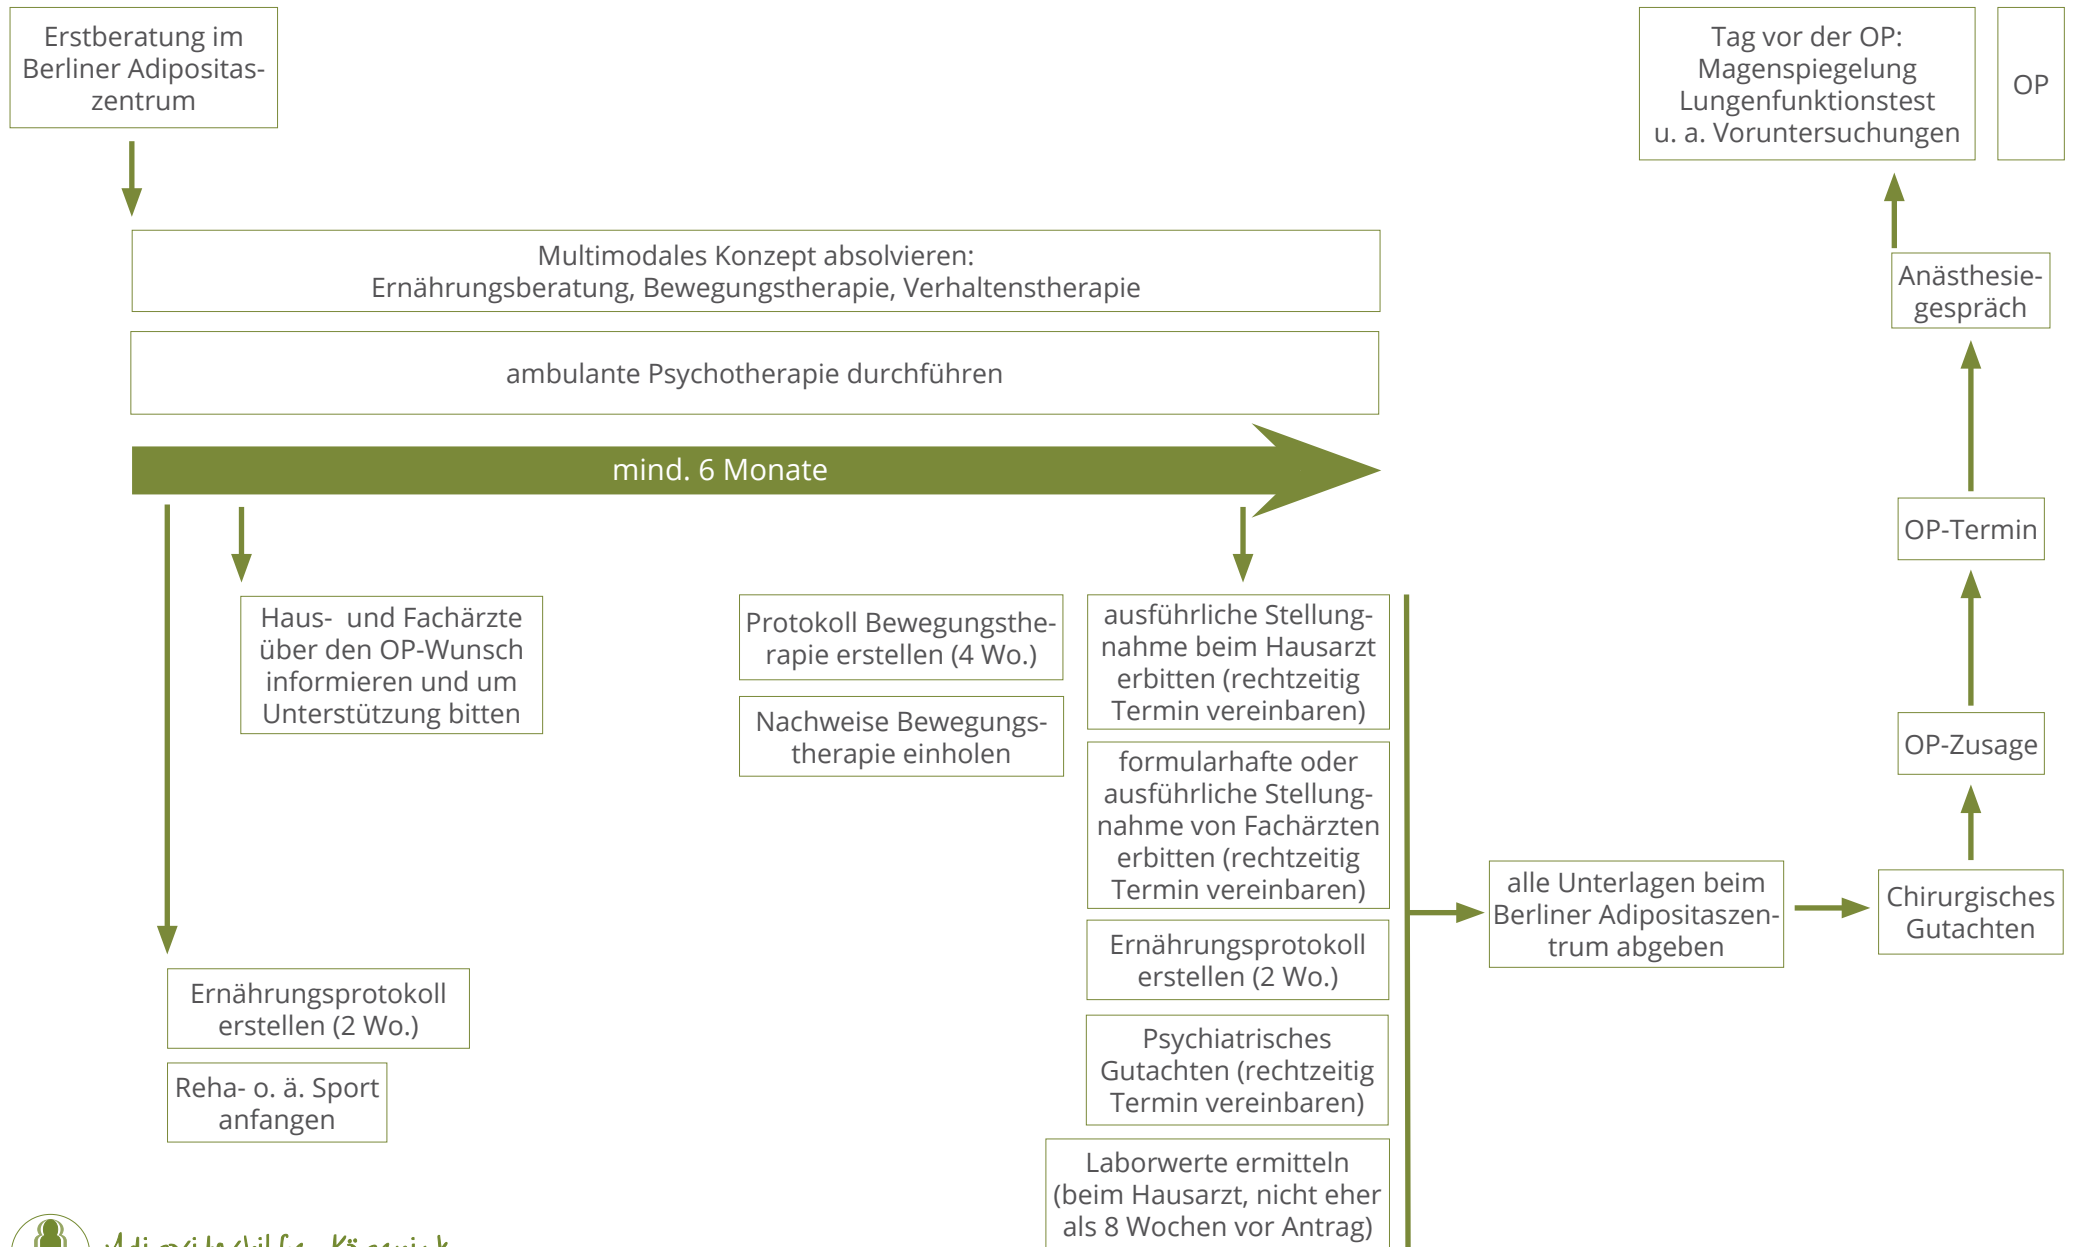 Erstberatung im
Berliner Adipositas-
zentrum
Multimodales Konzept absolvieren:
Ernährungsberatung, Bewegungstherapie, Verhaltenstherapie
ambulante Psychotherapie durchführen
mind. 6 Monate
Haus- und Fachärzte
über den OP-Wunsch
informieren und um
Unterstützung bitten
Ernährungsprotokoll
erstellen (2 Wo.)
Reha- o. ä. Sport
anfangen
Protokoll Bewegungsthe-
rapie erstellen (4 Wo.)
Nachweise Bewegungs-
therapie einholen
ausführliche Stellung-
nahme beim Hausarzt
erbitten (rechtzeitig
Termin vereinbaren)
formularhafte oder
ausführliche Stellung-
nahme von Fachärzten
erbitten (rechtzeitig
Termin vereinbaren)
Ernährungsprotokoll
erstellen (2 Wo.)
Psychiatrisches
Gutachten (rechtzeitig
Termin vereinbaren)
Laborwerte ermitteln
(beim Hausarzt, nicht eher
als 8 Wochen vor Antrag)
alle Unterlagen beim
Berliner Adipositaszen-
trum abgeben
Chirurgisches
Gutachten
OP-Zusage
OP-Termin
Anästhesie-
gespräch
Tag vor der OP:
Magenspiegelung
Lungenfunktionstest
u. a. Voruntersuchungen
OP
Adipositashilfe Köpenick